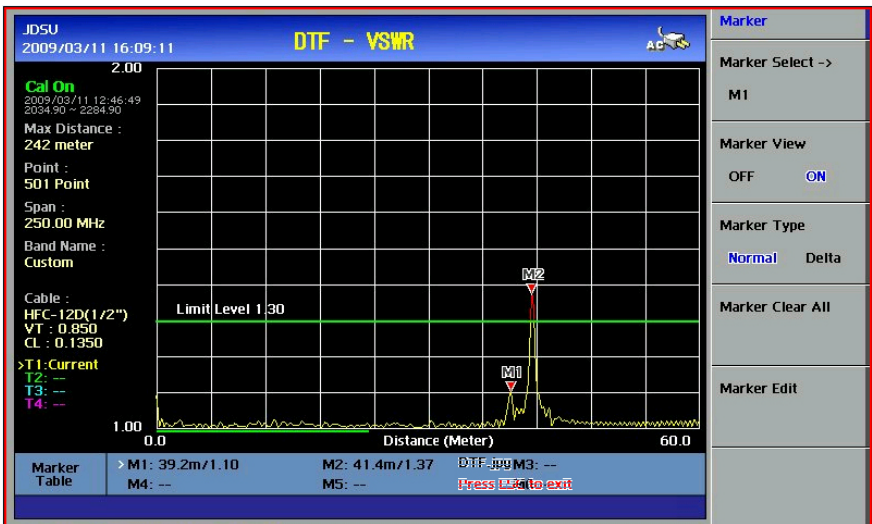 JDSU
2009/03/11 16:09:11
DTF - VSWR
AC
2.00
Cal On
2009/03/11 12:46:49
2034.90 ~ 2284.90
Max Distance :
242 meter
Point :
501 Point
Span :
250.00 MHz
Band Name :
Custom
Cable :
HFC-12D(1/2")
VT : 0.850
CL : 0.1350
>T1:Current
T2: --
T3: --
T4: --
Limit Level 1.30
M2
M1
1.00
0.0 Distance (Meter) 60.0
Marker Table
>M1: 39.2m/1.10 M2: 41.4m/1.37 DTF.jpg M3: --
M4: -- M5: -- Press to exit
Marker
Marker Select ->
M1
Marker View
OFF ON
Marker Type
Normal Delta
Marker Clear All
Marker Edit